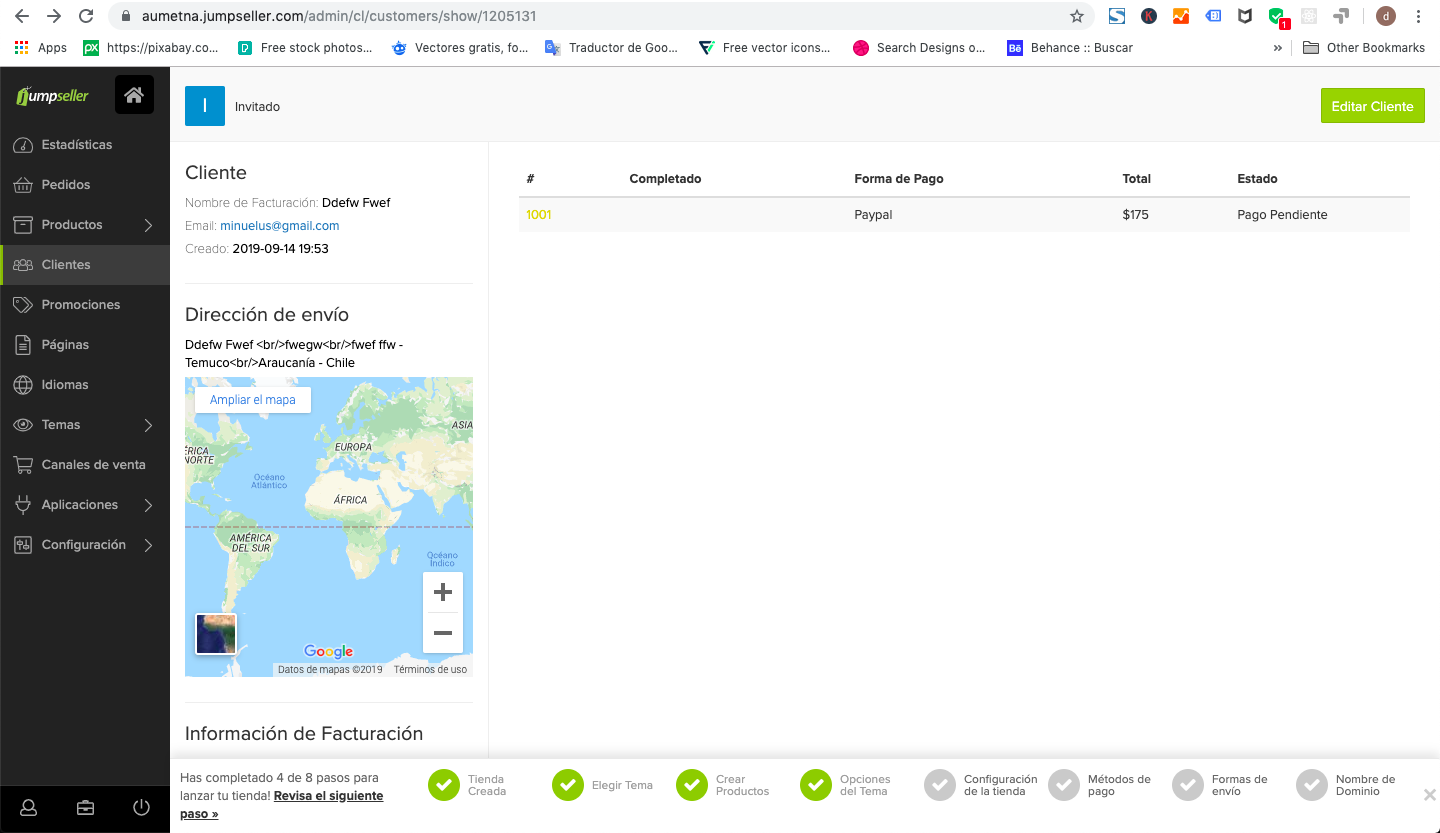 aumetna.jumpseller.com/admin/cl/customers/show/1205131
1
d
Apps
https://pixabay.co...
Free stock photos...
Vectores gratis, fo...
Traductor de Goo...
Free vector icons...
Search Designs o...
Behance :: Buscar
»
Other Bookmarks
jumpseller
I
Invitado
Editar Cliente
Estadísticas
Pedidos
Productos
Clientes
Promociones
Páginas
Idiomas
Temas
Canales de venta
Aplicaciones
Configuración
Cliente
Nombre de Facturación: Ddefw Fwef
Email: minuelus@gmail.com
Creado: 2019-09-14 19:53
Dirección de envío
Ddefw Fwef <br/>fwegw<br/>fwef ffw -
Temuco<br/>Araucanía - Chile
Ampliar el mapa
ASIA
EUROPA
ÉRICA
NORTE
Océano
Atlántico
ÁFRICA
AMÉRICA
DEL SUR
Océano
Índico
Google
Datos de mapas ©2019 Términos de uso
Información de Facturación
# Completado Forma de Pago Total Estado
1001 Paypal $175 Pago Pendiente
Has completado 4 de 8 pasos para
lanzar tu tienda! Revisa el siguiente
paso »
Tienda
Creada
Elegir Tema
Crear
Productos
Opciones
del Tema
Configuración
de la tienda
Métodos de
pago
Formas de
envío
Nombre de
Dominio